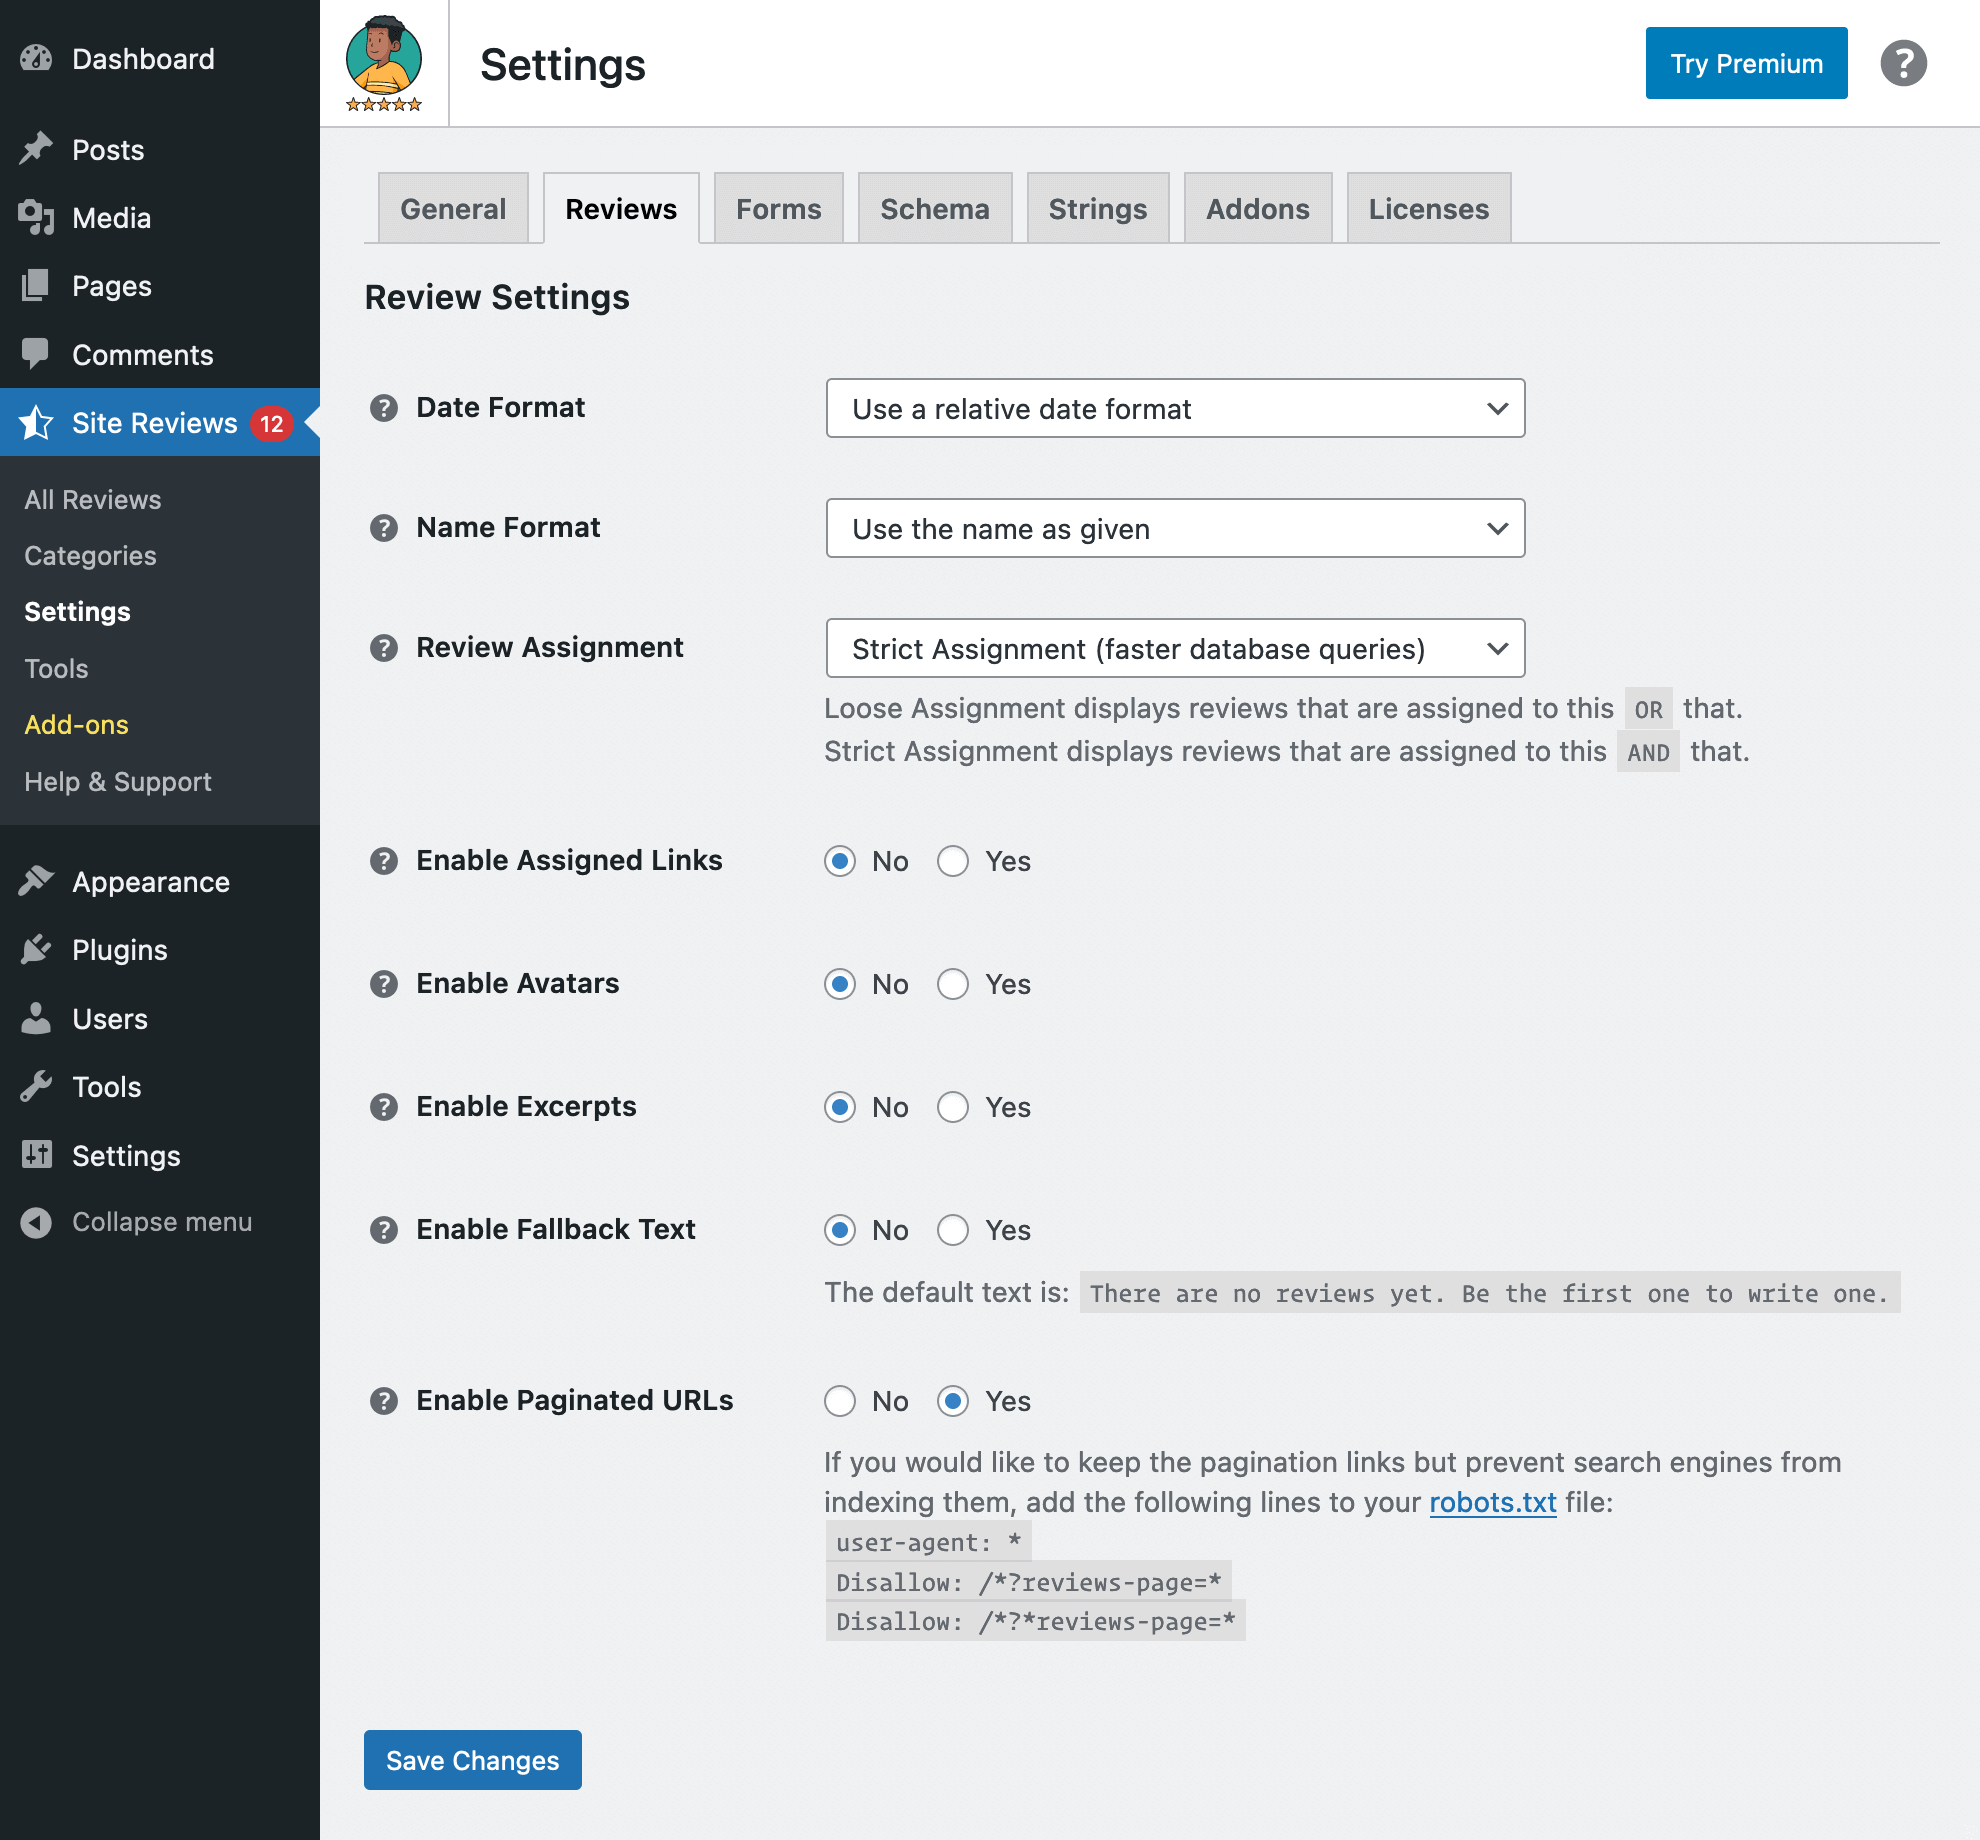 Dashboard
Posts
Media
Pages
Comments
Site Reviews 12
All Reviews
Categories
Settings
Tools
Add-ons
Help & Support
Appearance
Plugins
Users
Tools
Settings
Collapse menu
Settings
Try Premium
?
General Reviews Forms Schema Strings Addons Licenses
Review Settings
? Date Format Use a relative date format
? Name Format Use the name as given
? Review Assignment Strict Assignment (faster database queries)
Loose Assignment displays reviews that are assigned to this OR that.
Strict Assignment displays reviews that are assigned to this AND that.
? Enable Assigned Links No Yes
? Enable Avatars No Yes
? Enable Excerpts No Yes
? Enable Fallback Text No Yes
The default text is: There are no reviews yet. Be the first one to write one.
? Enable Paginated URLs No Yes
If you would like to keep the pagination links but prevent search engines from
indexing them, add the following lines to your robots.txt file:
user-agent: *
Disallow: /*?reviews-page=*
Disallow: /*?*reviews-page=*
Save Changes